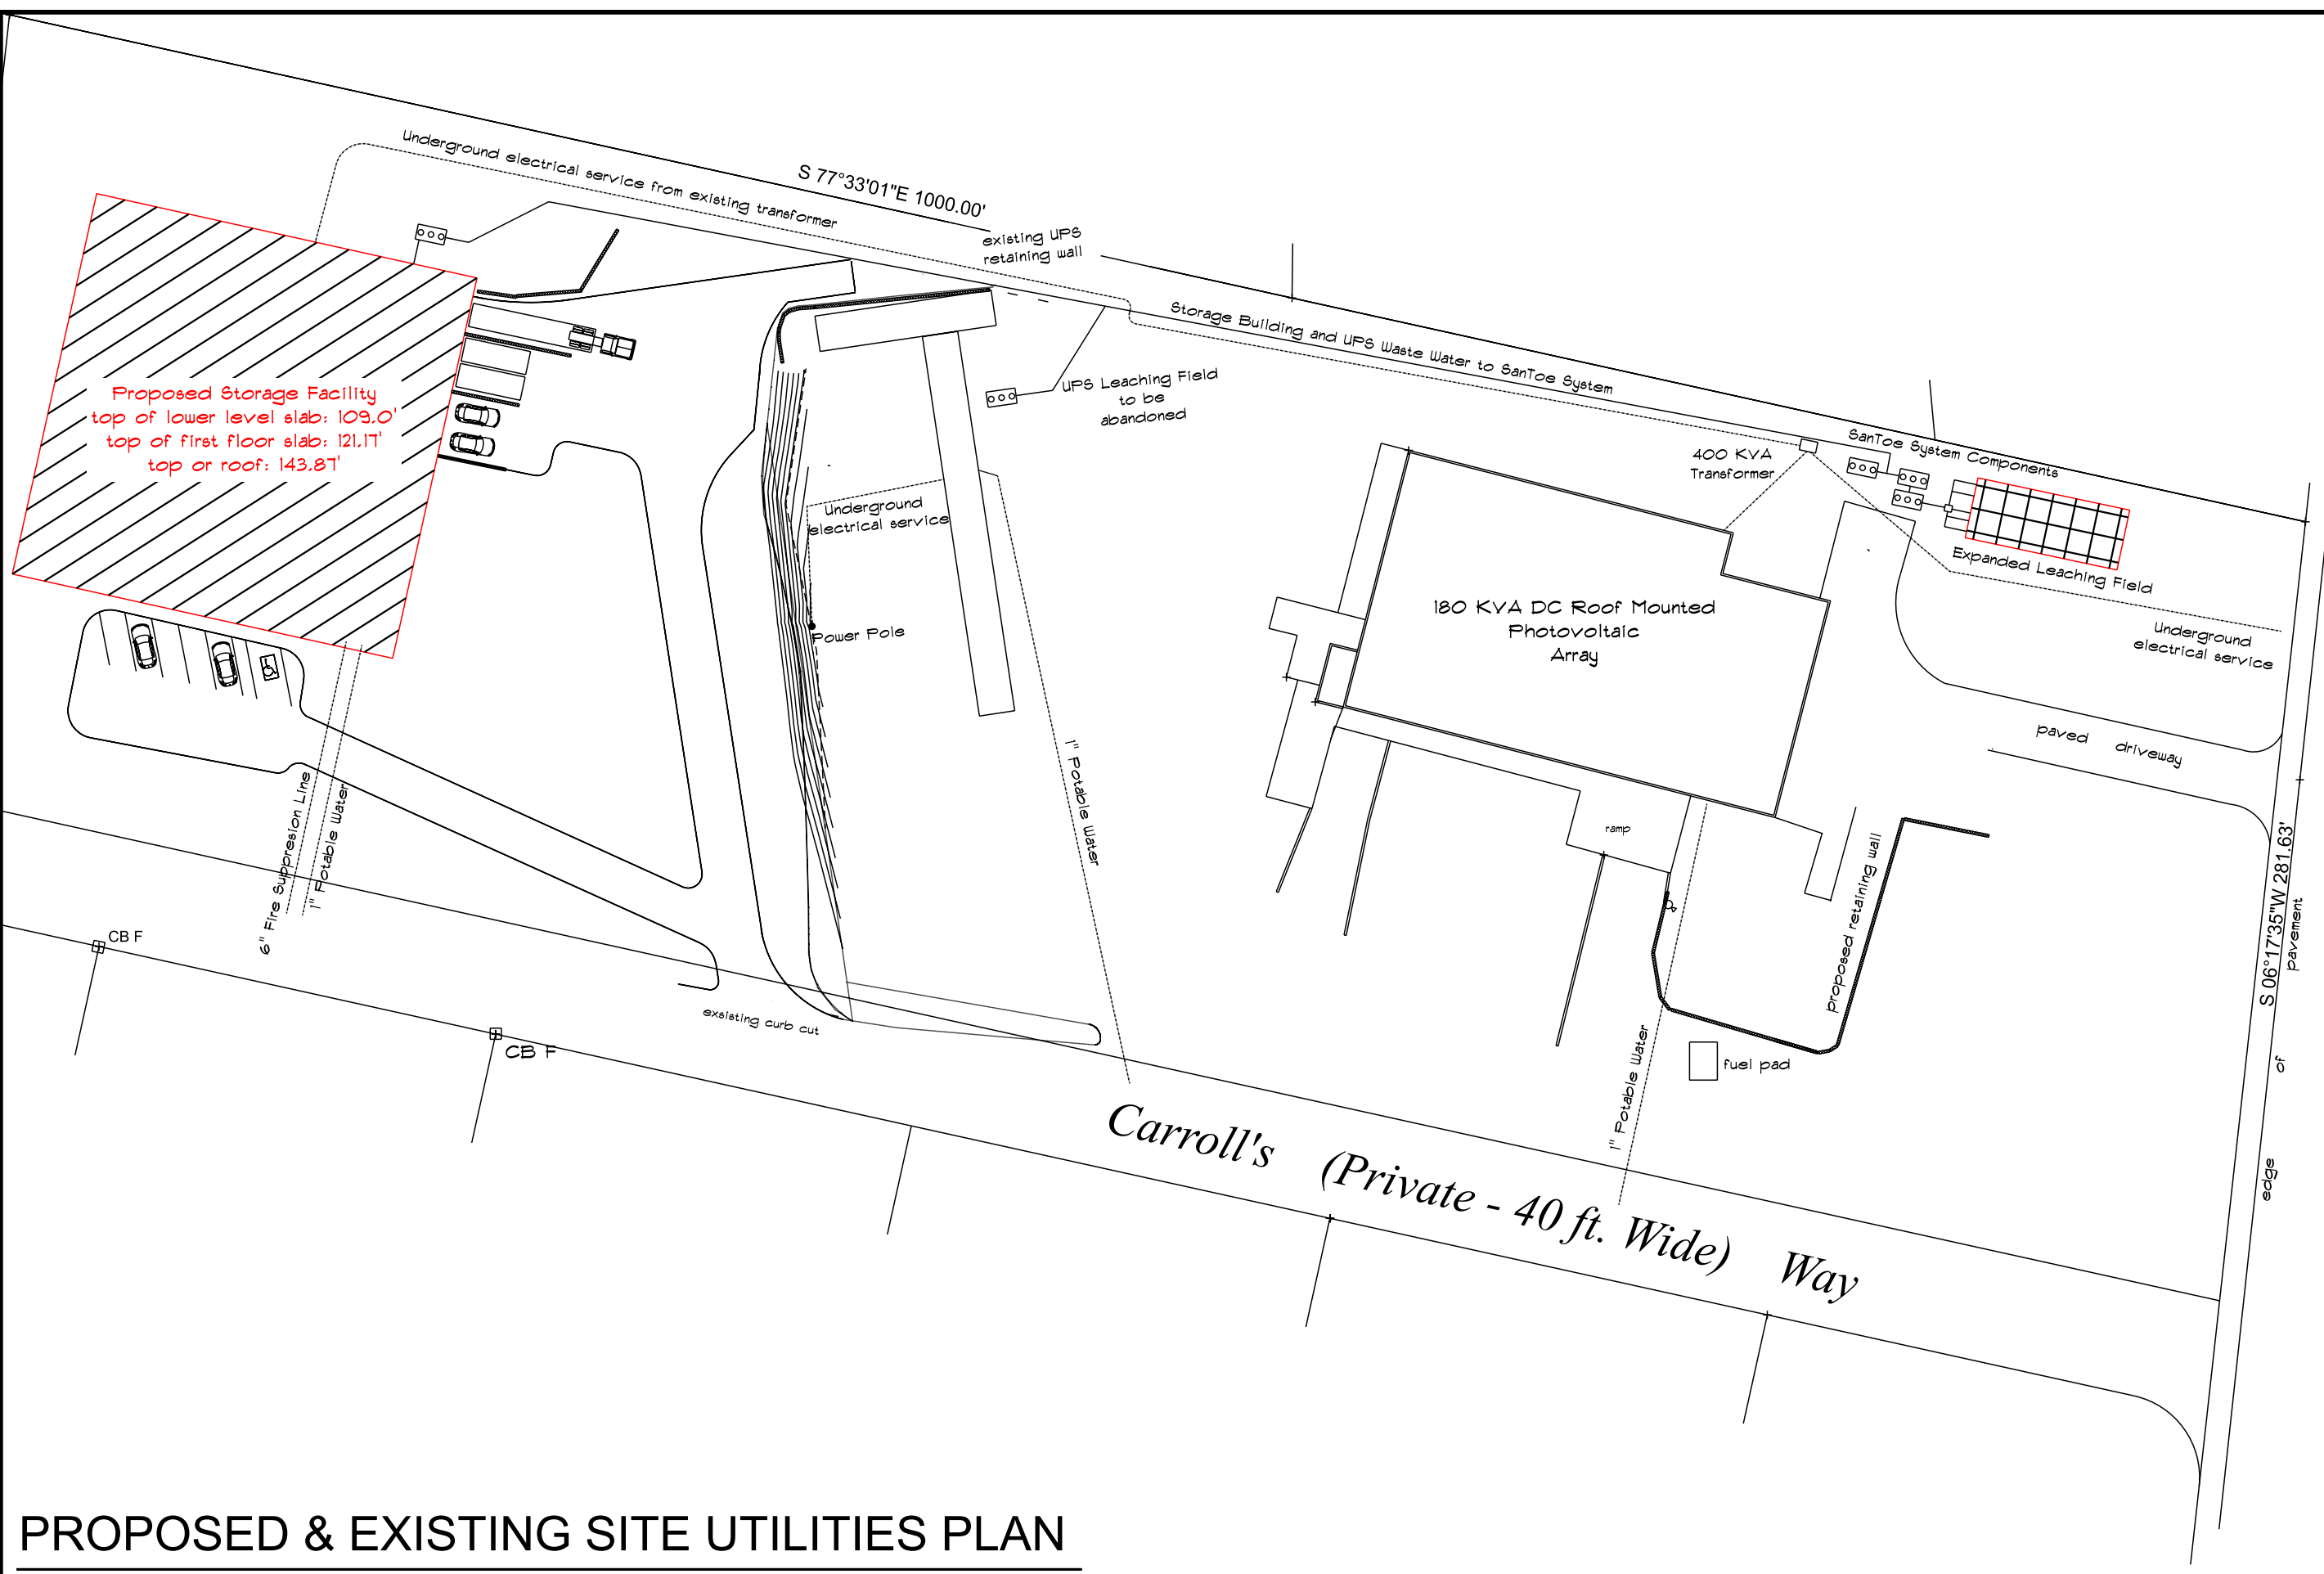 Underground electrical service from existing transformer
S 77°33'01"E 1000.00'
existing UPS
retaining wall
Storage Building and UPS Waste Water to SanToe System
Proposed Storage Facility
top of lower level slab: 109.0'
top of first floor slab: 121.17'
top or roof: 143.87'
UPS Leaching Field
to be
abandoned
400 KVA
Transformer
SanToe System Components
Expanded Leaching Field
Underground
electrical service
Underground
electrical service
Power Pole
180 KVA DC Roof Mounted
Photovoltaic
Array
paved driveway
1" Potable Water
6" Fire Suppresion Line
1" Potable Water
ramp
proposed retaining wall
S 06°17'35"W 281.63'
edge of pavement
CB F
CB F
exsisting curb cut
1" Potable Water
fuel pad
Carroll's (Private - 40 ft. Wide) Way
PROPOSED & EXISTING SITE UTILITIES PLAN